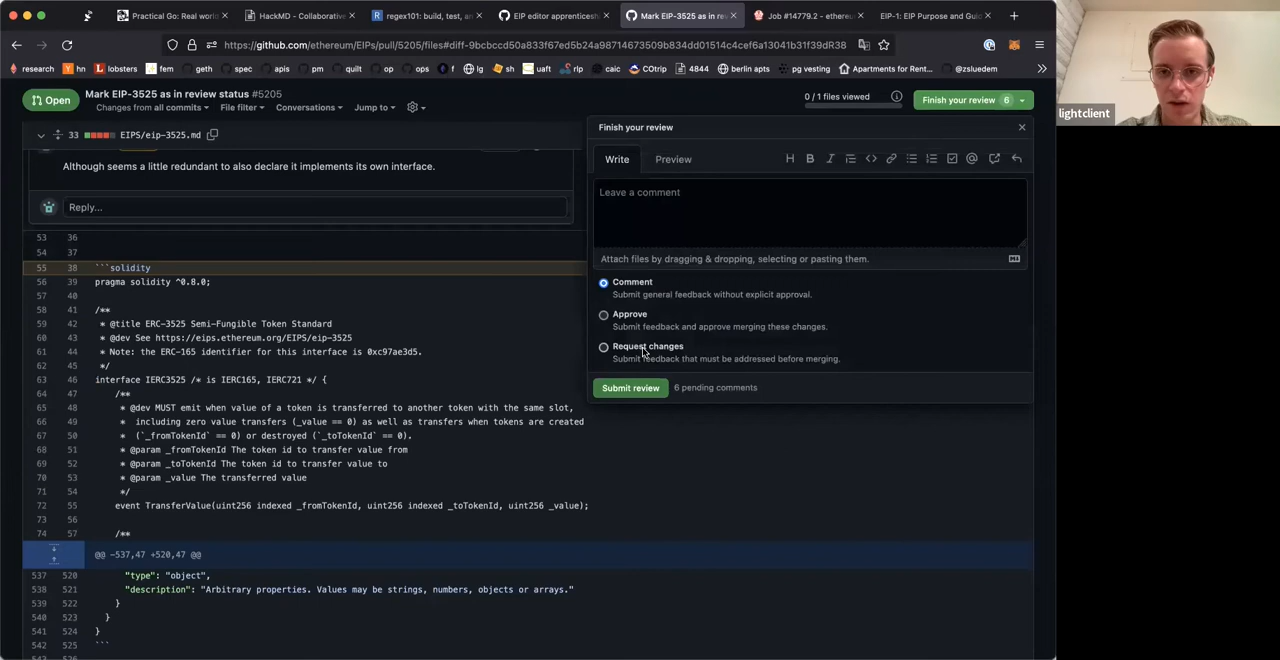 Practical Go: Real worl
HackMD - Collaborative
regex101: build, test, an
EIP editor apprenticesh
Mark EIP-3525 as in re
Job #14779.2 - ethereu
EIP-1: EIP Purpose and Guid
https://github.com/ethereum/EIPs/pull/5205/files#diff-9bcbccd50a833f67ed5b24a98714673509b834dd01514c4cef6a13041b31f39dR38
research
hn
lobsters
fem
geth
spec
apis
pm
quilt
op
ops
f
lg
sh
uaft
rlp
caic
COtrip
4844
berlin apts
pg vesting
Apartments for Rent...
@zsluedem
Open
Mark EIP-3525 as in review status #5205
Changes from all commits
File filter
Conversations
Jump to
0 / 1 files viewed
Finish your review 6
lightclient
33
EIPS/eip-3525.md
Although seems a little redundant to also declare it implements its own interface.
Reply...
53 36
54 37
55 38 ```solidity
56 39 pragma solidity ^0.8.0;
57 40
58 41 /**
59 42 * @title ERC-3525 Semi-Fungible Token Standard
60 43 * @dev See https://eips.ethereum.org/EIPS/eip-3525
61 44 * Note: the ERC-165 identifier for this interface is 0xc97ae3d5.
62 45 */
63 46 interface IERC3525 /* is IERC165, IERC721 */ {
64 47 /**
65 48 * @dev MUST emit when value of a token is transferred to another token with the same slot,
66 49 * including zero value transfers (_value == 0) as well as transfers when tokens are created
67 50 * (`_fromTokenId` == 0) or destroyed (`_toTokenId` == 0).
68 51 * @param _fromTokenId The token id to transfer value from
69 52 * @param _toTokenId The token id to transfer value to
70 53 * @param _value The transferred value
71 54 */
72 55 event TransferValue(uint256 indexed _fromTokenId, uint256 indexed _toTokenId, uint256 _value);
73 56
74 57 /**
@@ -537,47 +520,47 @@
537 520 "type": "object",
538 521 "description": "Arbitrary properties. Values may be strings, numbers, objects or arrays."
539 522 }
540 523 }
541 524 }
542 525 ```
543 526
Finish your review
Write
Preview
Leave a comment
Attach files by dragging & dropping, selecting or pasting them.
Comment
Submit general feedback without explicit approval.
Approve
Submit feedback and approve merging these changes.
Request changes
Submit feedback that must be addressed before merging.
Submit review
6 pending comments